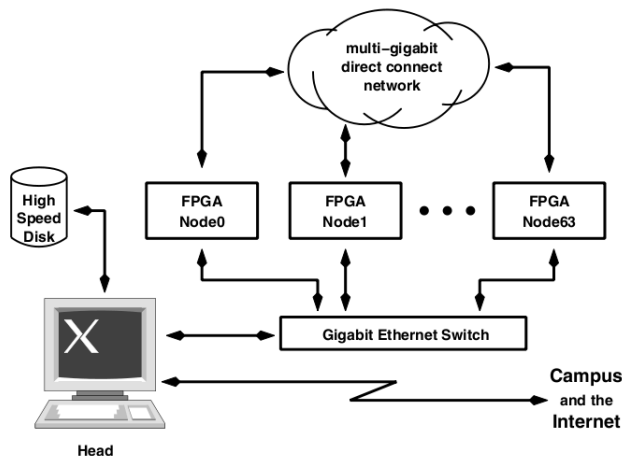 multi-gigabit
direct connect
network
High
Speed
Disk
FPGA
Node0
FPGA
Node1
FPGA
Node63
Gigabit Ethernet Switch
X
Head
Campus
and the
Internet